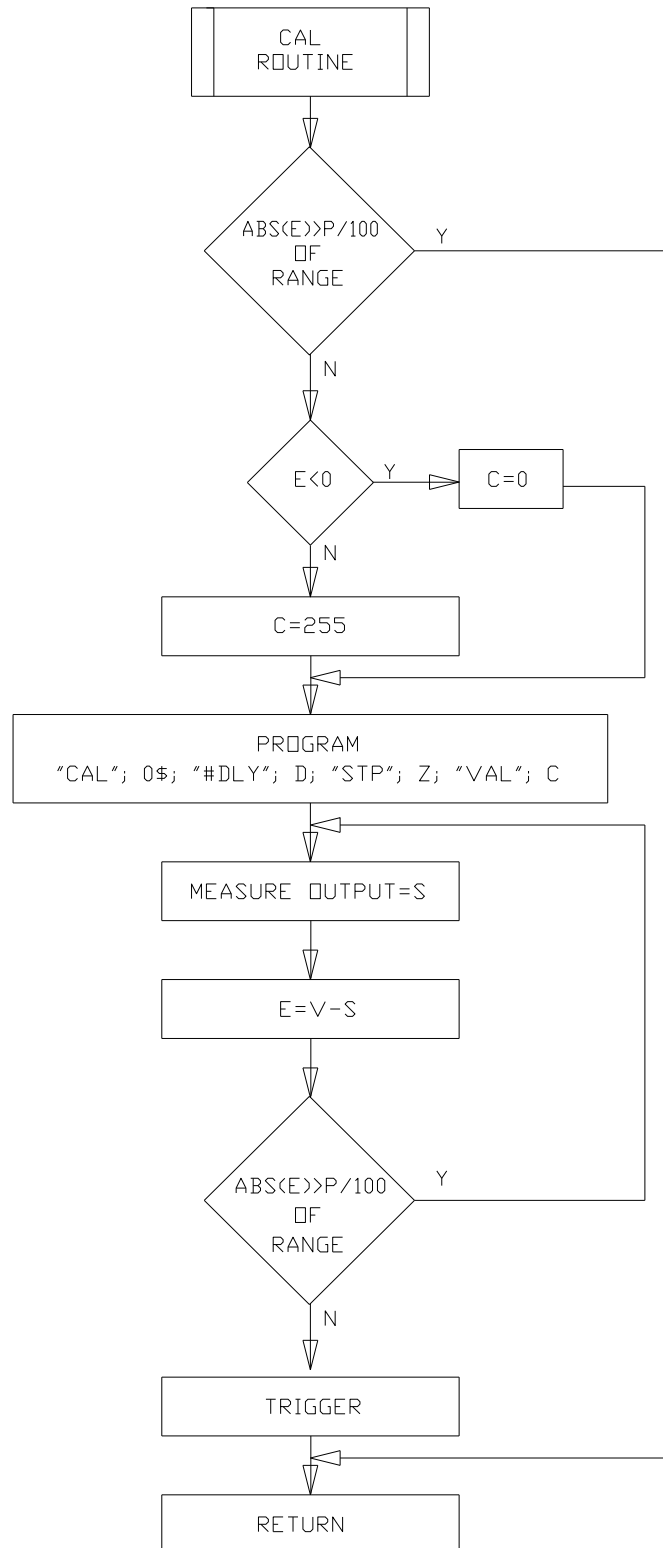 CAL
ROUTINE
ABS(E)>P/100
OF
RANGE
Y
N
E<0
Y
C=0
N
C=255
PROGRAM
"CAL"; 0$; "#DLY"; D; "STP"; Z; "VAL"; C
MEASURE OUTPUT=S
E=V-S
ABS(E)>P/100
OF
RANGE
Y
N
TRIGGER
RETURN